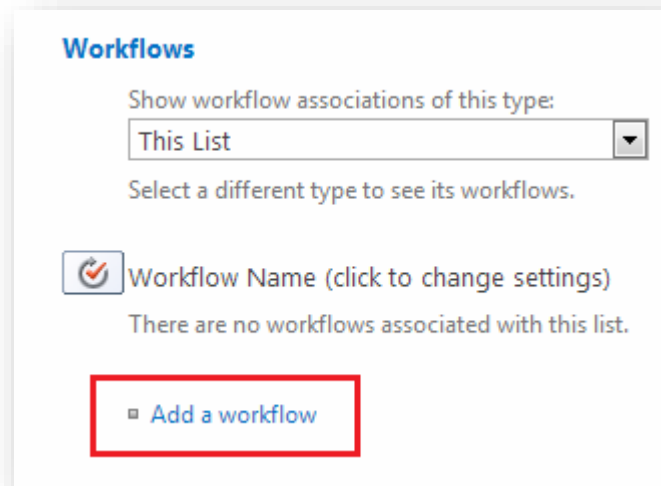 Workflows
Show workflow associations of this type:
This List
Select a different type to see its workflows.
Workflow Name (click to change settings)
There are no workflows associated with this list.
Add a workflow